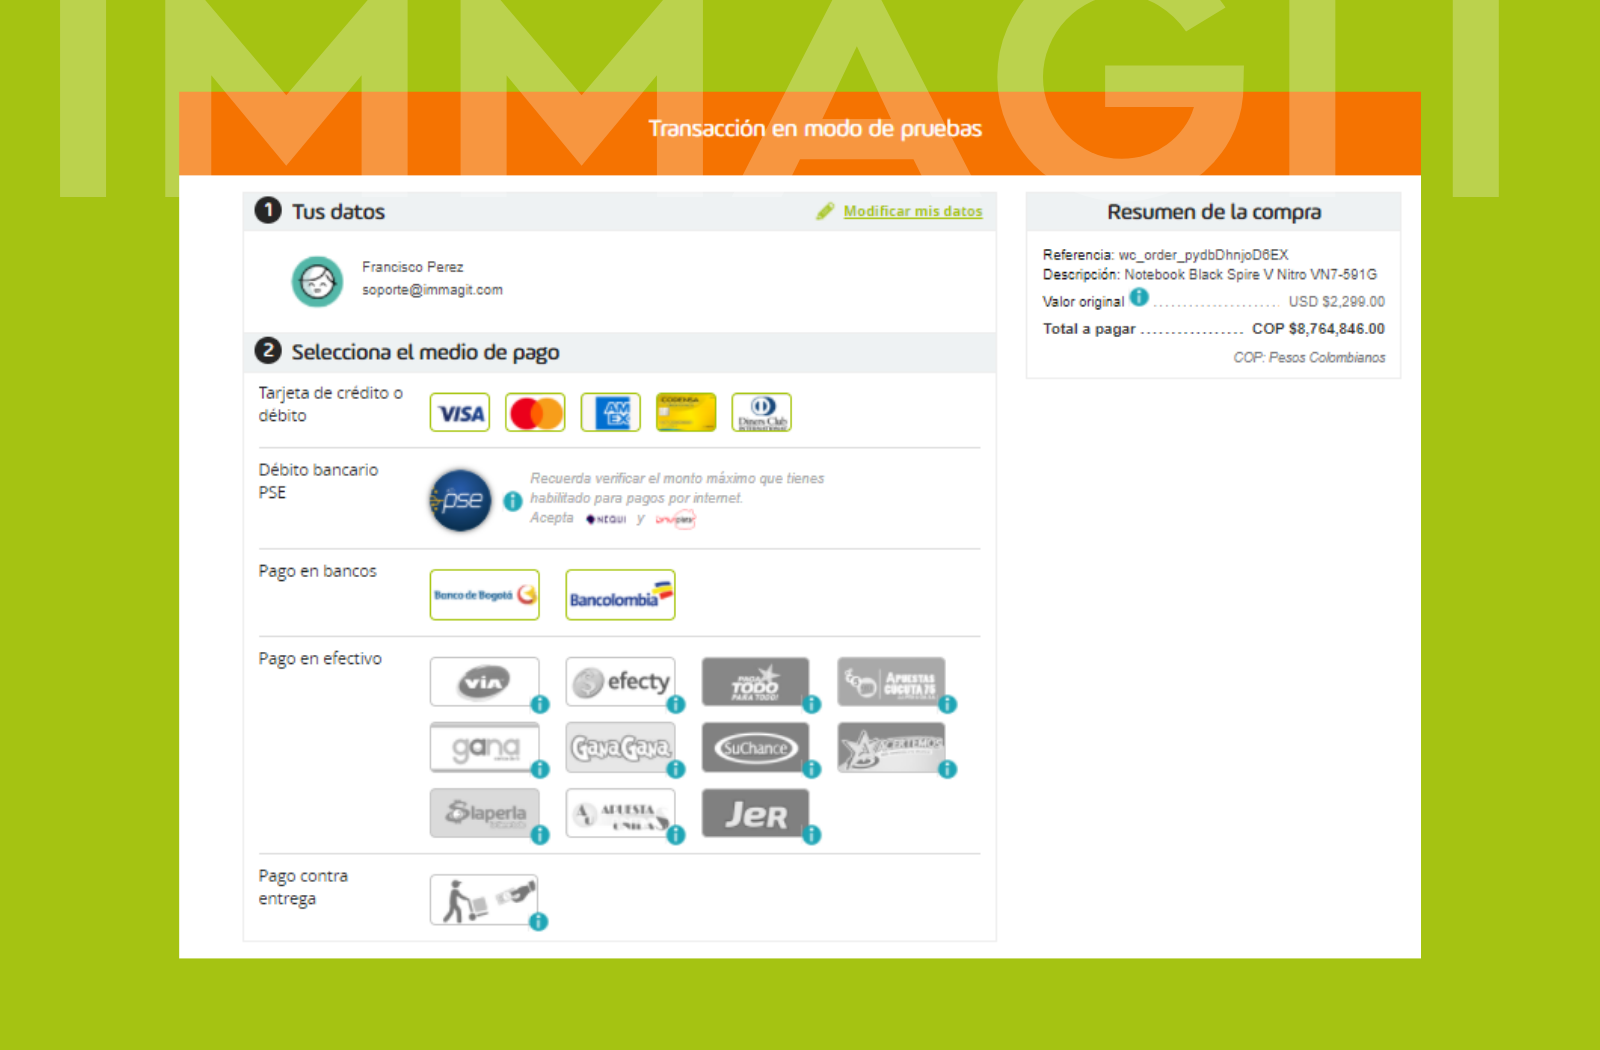 IMMAGIT
Transacción en modo de pruebas
1 Tus datos
Modificar mis datos
Francisco Perez
soporte@immagit.com
2 Selecciona el medio de pago
Tarjeta de crédito o
débito
VISA
AM
EX
CODENSA
Diners Club
INTERNATIONAL
Débito bancario
PSE
pse
Recuerda verificar el monto máximo que tienes
habilitado para pagos por internet.
Acepta NEQUI y
Pago en bancos
Banco de Bogotá
Bancolombia
Pago en efectivo
via
efecty
PAGA
TODO
PARA TODO!
APUESTAS
CÚCUTA 75
gana
GanaGana
SuChance
ACERTEMOS
laperla
AU
APUESTA
UNICAS
JER
Pago contra
entrega
Resumen de la compra
Referencia: wc_order_pydbDhnjoD6EX
Descripción: Notebook Black Spire V Nitro VN7-591G
Valor original ..................... USD $2,299.00
Total a pagar ................. COP $8,764,846.00
COP: Pesos Colombianos